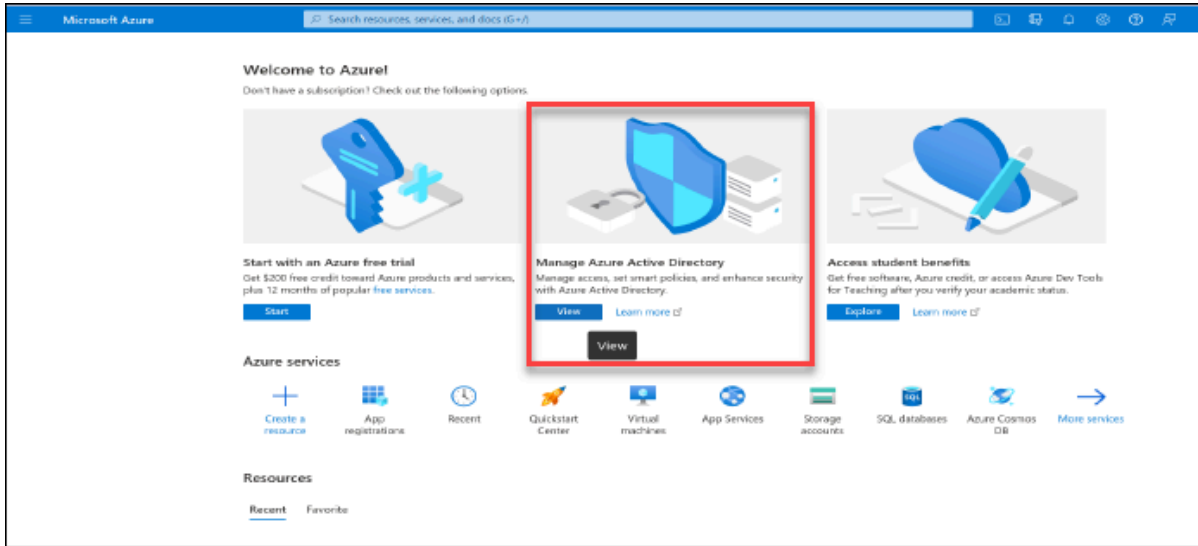 Microsoft Azure
Search resources, services, and docs (G+/)
Welcome to Azure!
Don't have a subscription? Check out the following options.
Start with an Azure free trial
Get $200 free credit toward Azure products and services,
plus 12 months of popular free services.
Start
Manage Azure Active Directory
Manage access, set smart policies, and enhance security
with Azure Active Directory.
View
Learn more
View
Access student benefits
Get free software, Azure credit, or access Azure Dev Tools
for Teaching after you verify your academic status.
Explore
Learn more
Azure services
Create a
resource
App
registrations
Recent
Quickstart
Center
Virtual
machines
App Services
Storage
accounts
SQL
SQL databases
Azure Cosmos
DB
More services
Resources
Recent
Favorite